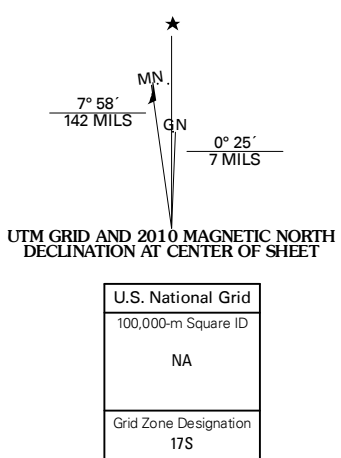 MN
7° 58´
142 MILS
GN
0° 25´
7 MILS
UTM GRID AND 2010 MAGNETIC NORTH
DECLINATION AT CENTER OF SHEET
U.S. National Grid
100,000-m Square ID
NA
Grid Zone Designation
17S